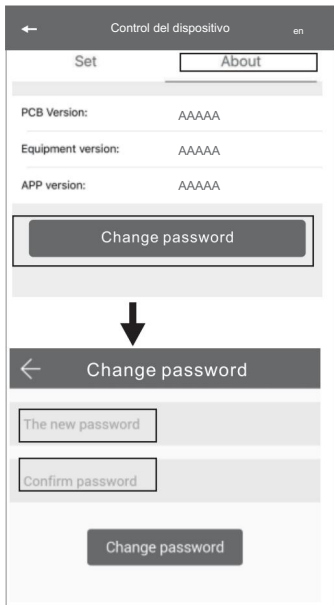 Control del dispositivo
en
Set
About
PCB Version:
AAAAA
Equipment version:
AAAAA
APP version:
AAAAA
Change password
Change password
The new password
Confirm password
Change password